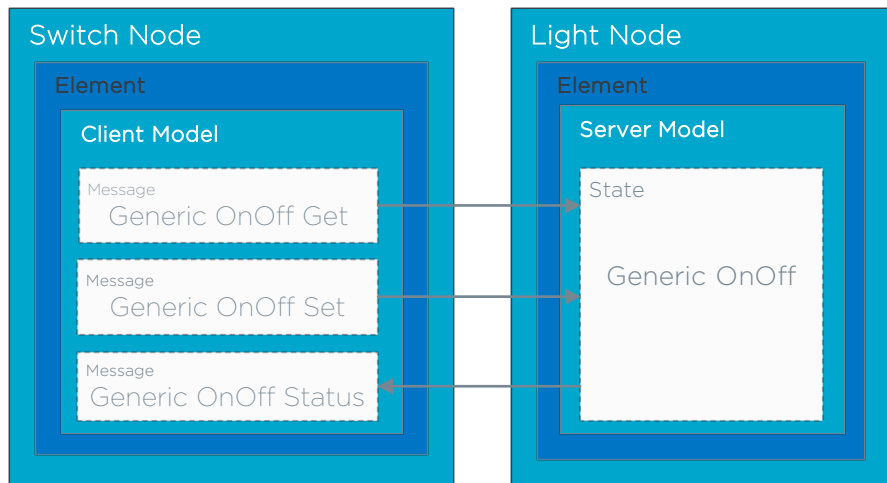 Switch Node
Element
Client Model
Message
Generic OnOff Get
Message
Generic OnOff Set
Message
Generic OnOff Status
Light Node
Element
Server Model
State
Generic OnOff